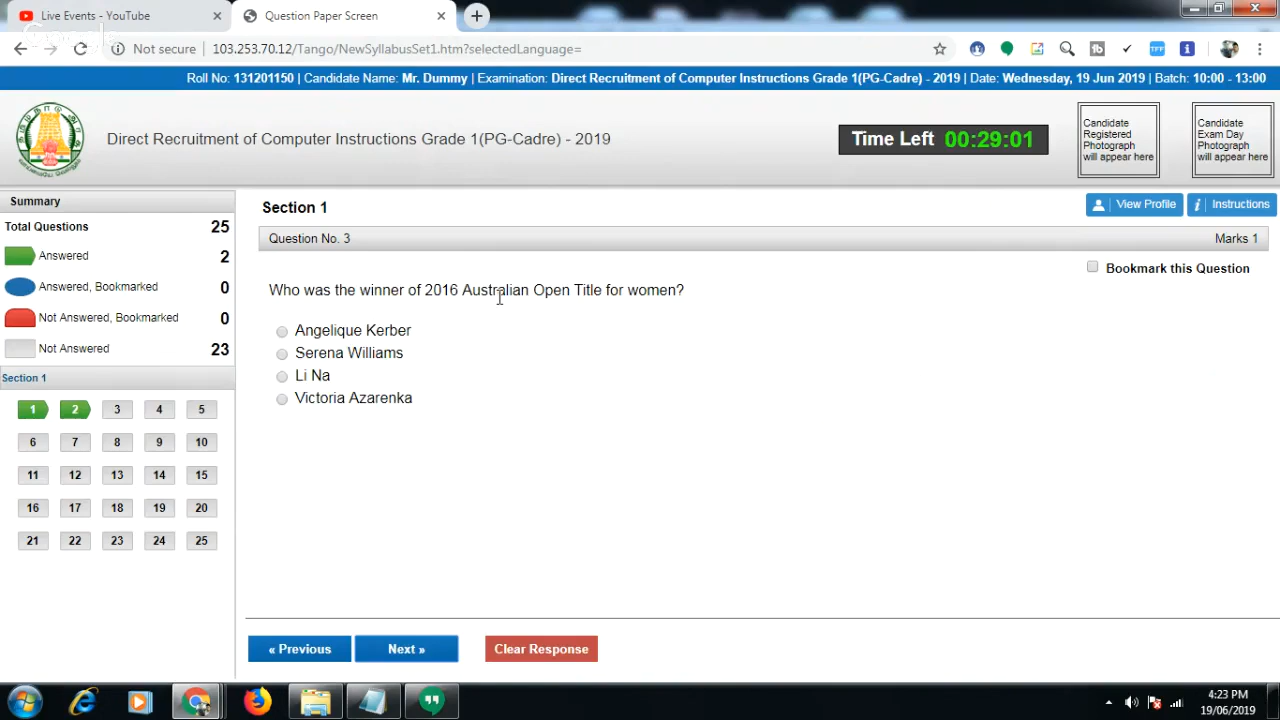 Live Events - YouTube
Question Paper Screen
Google
Not secure
103.253.70.12/Tango/NewSyllabusSet1.htm?selectedLanguage=
Roll No: 131201150 | Candidate Name: Mr. Dummy | Examination: Direct Recruitment of Computer Instructions Grade 1(PG-Cadre) - 2019 | Date: Wednesday, 19 Jun 2019 | Batch: 10:00 - 13:00
Direct Recruitment of Computer Instructions Grade 1(PG-Cadre) - 2019
Time Left 00:29:01
Candidate
Registered
Photograph
will appear here
Candidate
Exam Day
Photograph
will appear here
Summary
Total Questions 25
Answered 2
Answered, Bookmarked 0
Not Answered, Bookmarked 0
Not Answered 23
Section 1
1 2 3 4 5
6 7 8 9 10
11 12 13 14 15
16 17 18 19 20
21 22 23 24 25
Section 1
View Profile
Instructions
Question No. 3
Marks 1
Bookmark this Question
Who was the winner of 2016 Australian Open Title for women?
Angelique Kerber
Serena Williams
Li Na
Victoria Azarenka
« Previous
Next »
Clear Response
4:23 PM
19/06/2019